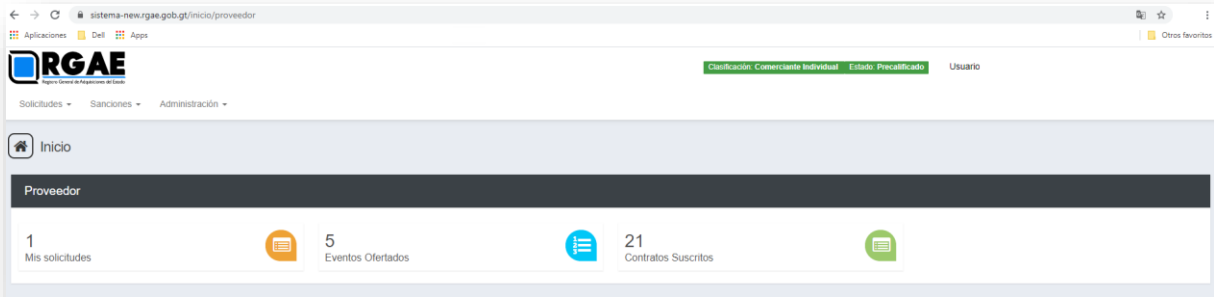 sistema-new.rgae.gob.gt/inicio/proveedor
Aplicaciones Dell Apps Otros favoritos
RGAE
Registro General de Adquisiciones del Estado
Clasificación: Comerciante Individual Estado: Precalificado Usuario
Solicitudes Sanciones Administración
Inicio
Proveedor
1
Mis solicitudes
5
Eventos Ofertados
21
Contratos Suscritos